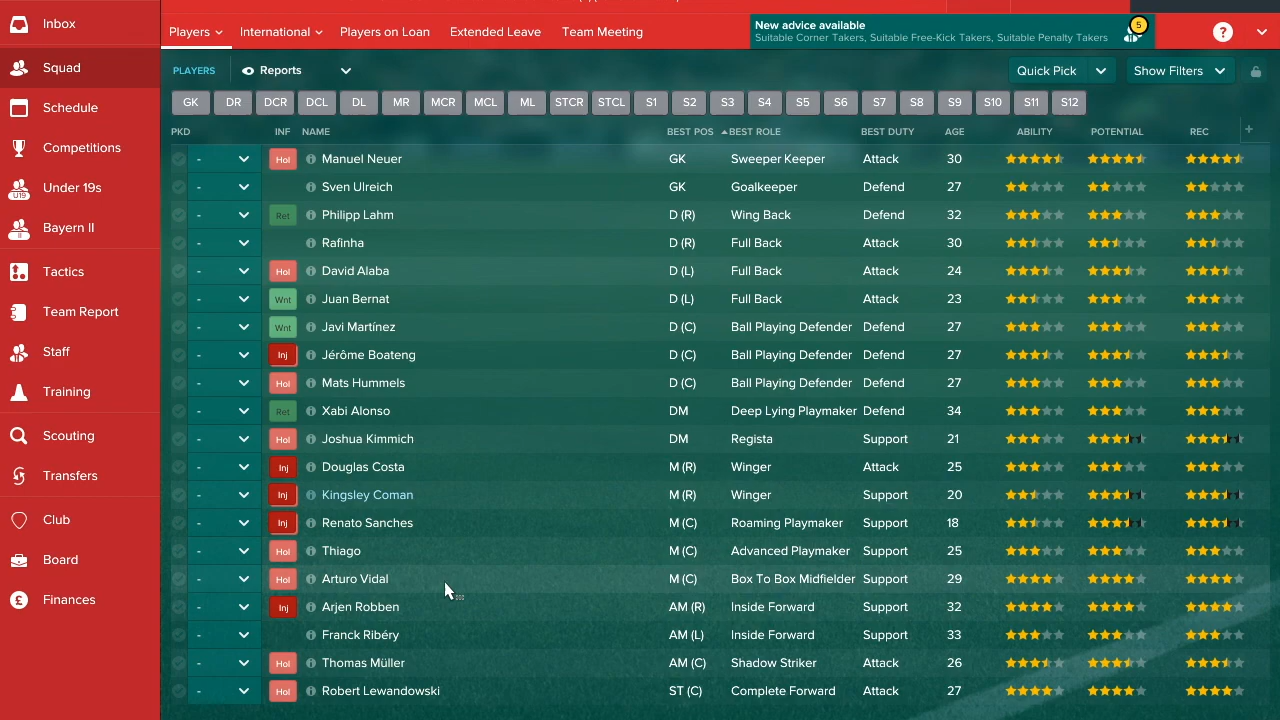 Inbox
Squad
Schedule
Competitions
Under 19s
Bayern II
Tactics
Team Report
Staff
Training
Scouting
Transfers
Club
Board
Finances
Players International Players on Loan Extended Leave Team Meeting
New advice available
Suitable Corner Takers, Suitable Free-Kick Takers, Suitable Penalty Takers
5
?
PLAYERS Reports Quick Pick Show Filters
GK DR DCR DCL DL MR MCR MCL ML STCR STCL S1 S2 S3 S4 S5 S6 S7 S8 S9 S10 S11 S12
PKD INF NAME BEST POS BEST ROLE BEST DUTY AGE ABILITY POTENTIAL REC +
- Hol Manuel Neuer GK Sweeper Keeper Attack 30
- Sven Ulreich GK Goalkeeper Defend 27
- Ret Philipp Lahm D (R) Wing Back Defend 32
- Rafinha D (R) Full Back Attack 30
- Hol David Alaba D (L) Full Back Attack 24
- Wnt Juan Bernat D (L) Full Back Attack 23
- Wnt Javi Martínez D (C) Ball Playing Defender Defend 27
- Inj Jérôme Boateng D (C) Ball Playing Defender Defend 27
- Hol Mats Hummels D (C) Ball Playing Defender Defend 27
- Ret Xabi Alonso DM Deep Lying Playmaker Defend 34
- Hol Joshua Kimmich DM Regista Support 21
- Inj Douglas Costa M (R) Winger Attack 25
- Inj Kingsley Coman M (R) Winger Support 20
- Inj Renato Sanches M (C) Roaming Playmaker Support 18
- Hol Thiago M (C) Advanced Playmaker Support 25
- Hol Arturo Vidal M (C) Box To Box Midfielder Support 29
- Inj Arjen Robben AM (R) Inside Forward Support 32
- Franck Ribéry AM (L) Inside Forward Support 33
- Hol Thomas Müller AM (C) Shadow Striker Attack 26
- Hol Robert Lewandowski ST (C) Complete Forward Attack 27